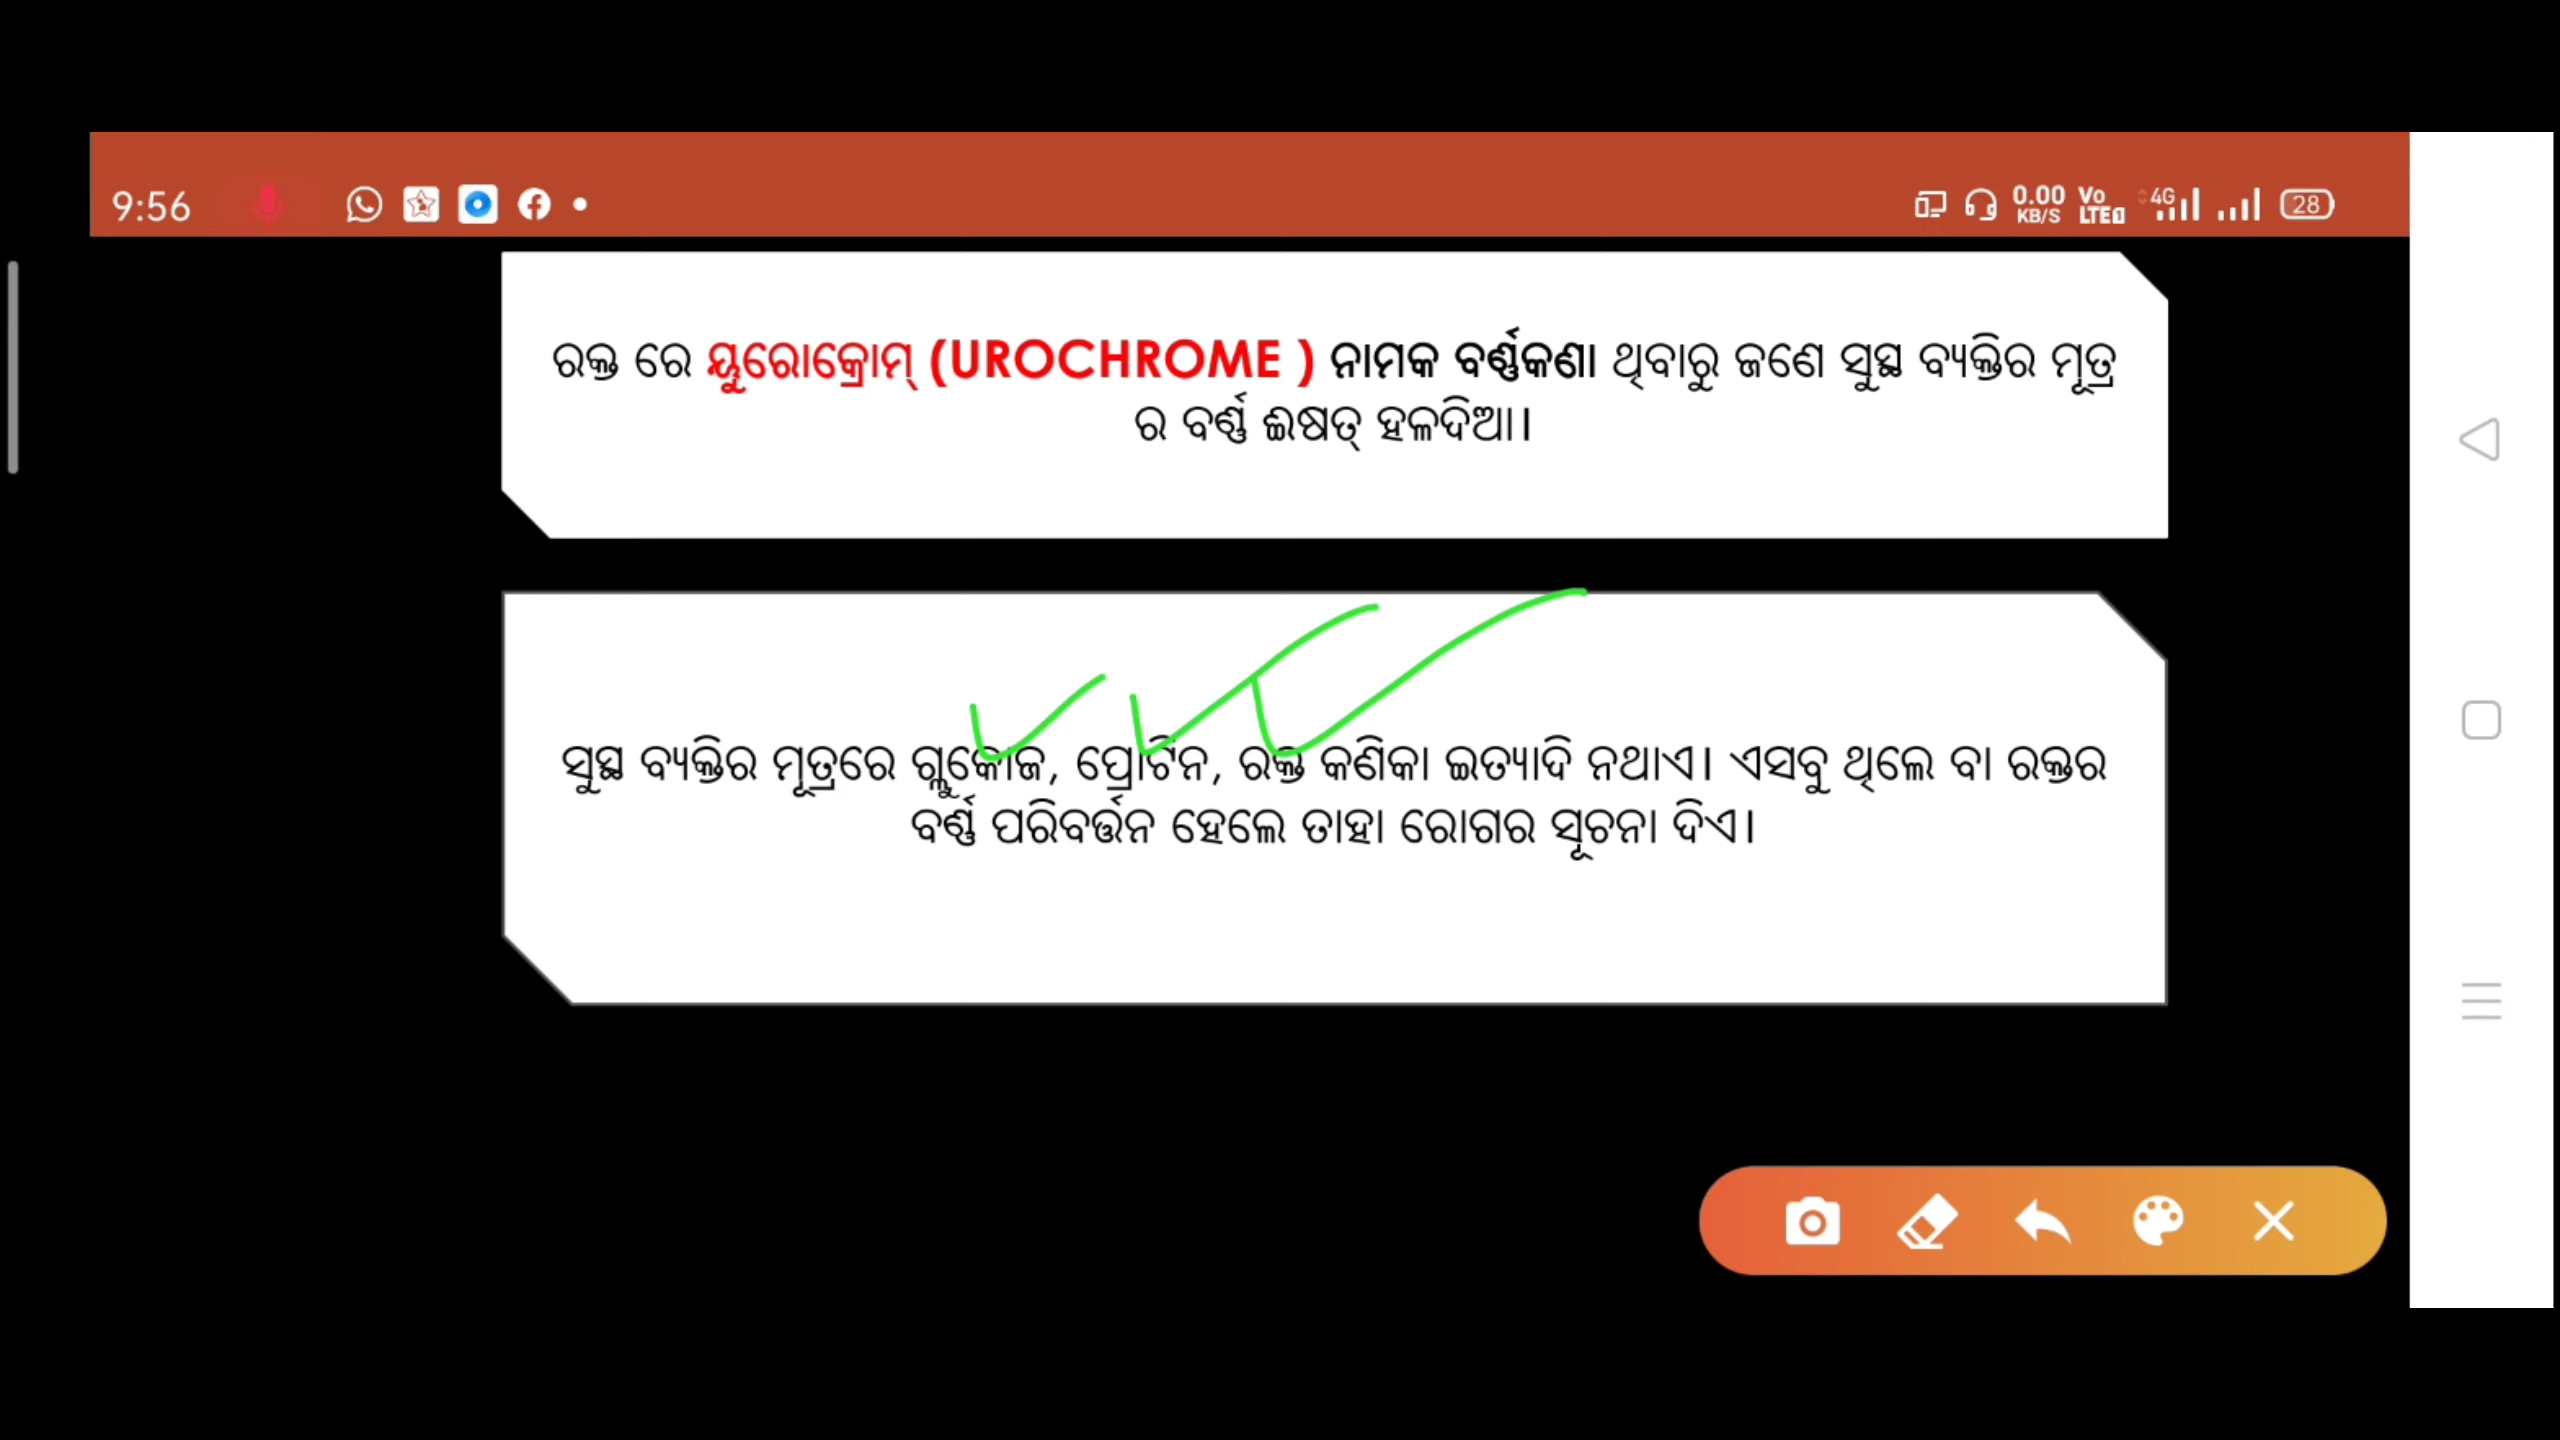 9:56
0.00 KB/S Vo LTE1 4G 28
ରକ୍ତ ରେ ୟୁରୋକ୍ରୋମ୍ (UROCHROME ) ନାମକ ବର୍ଣ୍ଣକଣା ଥିବାରୁ ଜଣେ ସୁସ୍ଥ ବ୍ୟକ୍ତିର ମୂତ୍ର
ର ବର୍ଣ୍ଣ ଈଷତ୍ ହଳଦିଆ।
ସୁସ୍ଥ ବ୍ୟକ୍ତିର ମୂତ୍ରରେ ଗ୍ଲୁକୋଜ, ପ୍ରୋଟିନ, ରକ୍ତ କଣିକା ଇତ୍ୟାଦି ନଥାଏ। ଏସବୁ ଥିଲେ ବା ରକ୍ତର
ବର୍ଣ୍ଣ ପରିବର୍ତ୍ତନ ହେଲେ ତାହା ରୋଗର ସୂଚନା ଦିଏ।